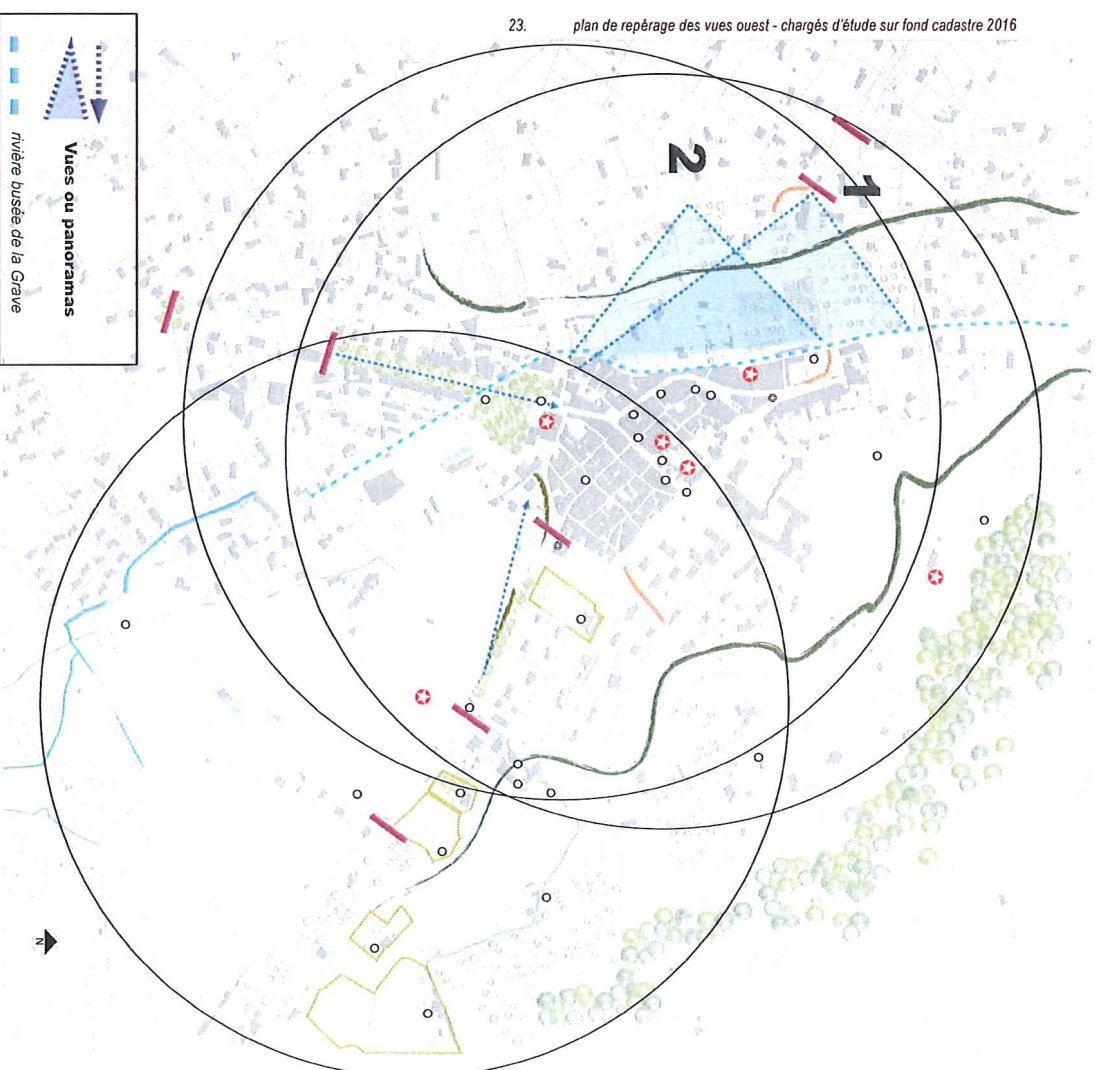 23. plan de repérage des vues ouest - chargés d'étude sur fond cadastre 2016
1
2
Vues ou panoramas
rivière busée de la Grave
N